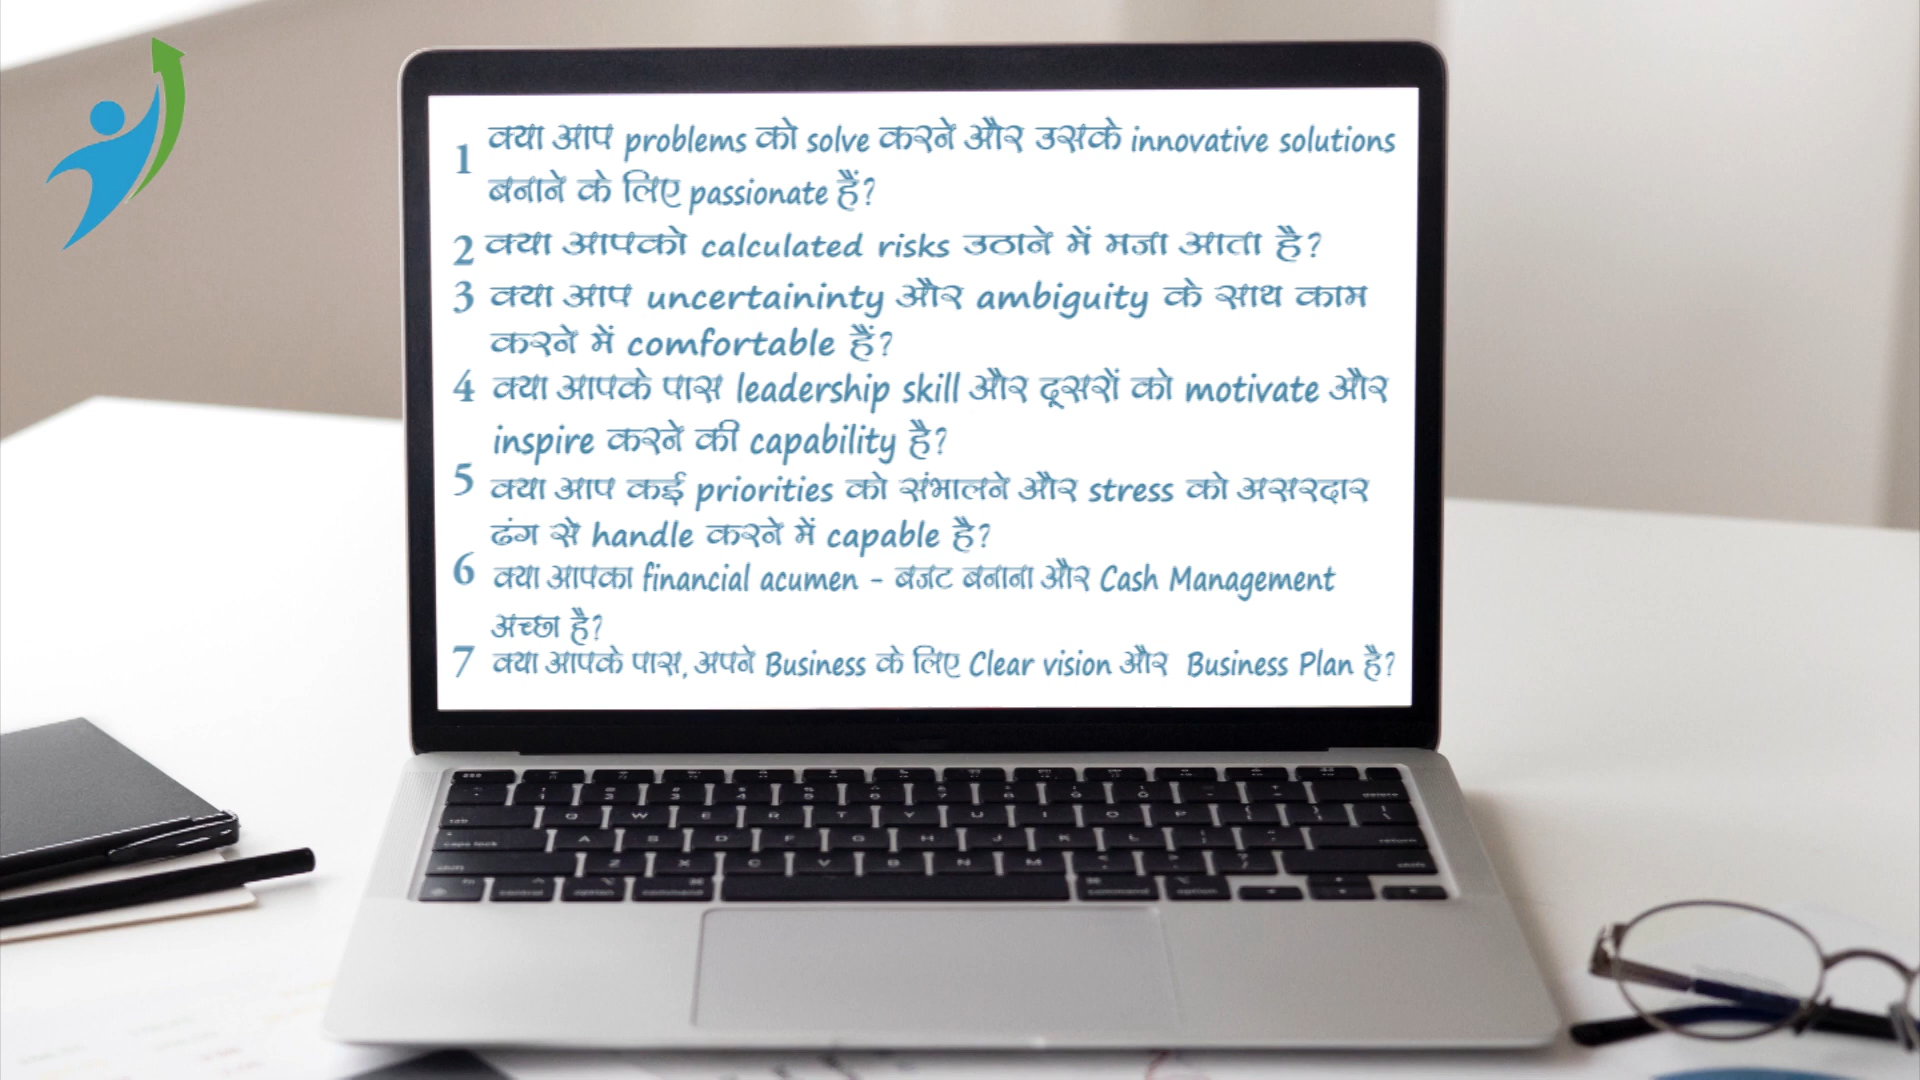 1 क्या आप problems को solve करने और उसके innovative solutions
बनाने के लिए passionate हैं?
2 क्या आपको calculated risks उठाने में मजा आता है?
3 क्या आप uncertaininty और ambiguity के साथ काम
करने में comfortable हैं?
4 क्या आपके पास leadership skill और दूसरों को motivate और
inspire करने की capability है?
5 क्या आप कई priorities को संभालने और stress को असरदार
ढंग से handle करने में capable है?
6 क्या आपका financial acumen - बजट बनाना और Cash Management
अच्छा है?
7 क्या आपके पास, अपने Business के लिए Clear vision और Business Plan है?